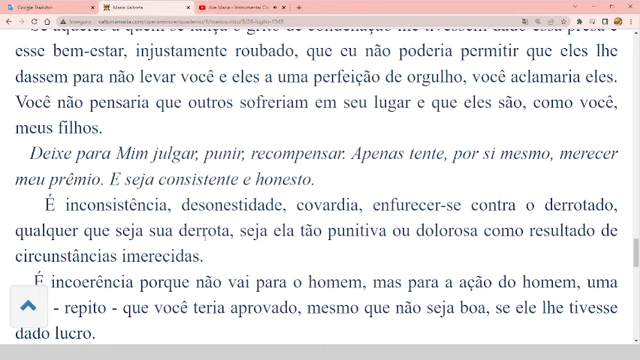 Google Tradutor
Maria Valtorta
Ave Maria - Instrumental C
Inseguro
valtortamaria.com/operaminore/quaderno/1/manoscritto/5/26-luglio-1943
esse bem-estar, injustamente roubado, que eu não poderia permitir que eles lhe
dassem para não levar você e eles a uma perfeição de orgulho, você aclamaria eles.
Você não pensaria que outros sofreriam em seu lugar e que eles são, como você,
meus filhos.
Deixe para Mim julgar, punir, recompensar. Apenas tente, por si mesmo, merecer
meu prêmio. E seja consistente e honesto.
É inconsistência, desonestidade, covardia, enfurecer-se contra o derrotado,
qualquer que seja sua derrota, seja ela tão punitiva ou dolorosa como resultado de
circunstâncias imerecidas.
É incoerência porque não vai para o homem, mas para a ação do homem, uma
- repito - que você teria aprovado, mesmo que não seja boa, se ele lhe tivesse
dado lucro.